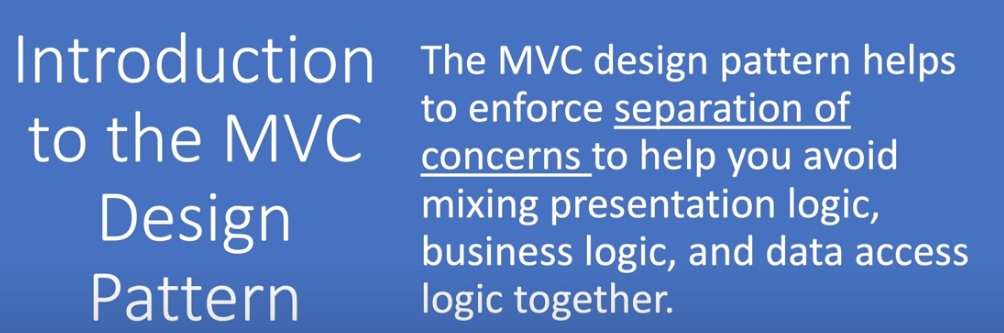 Introduction
to the MVC
Design
Pattern
The MVC design pattern helps
to enforce separation of
concerns to help you avoid
mixing presentation logic,
business logic, and data access
logic together.